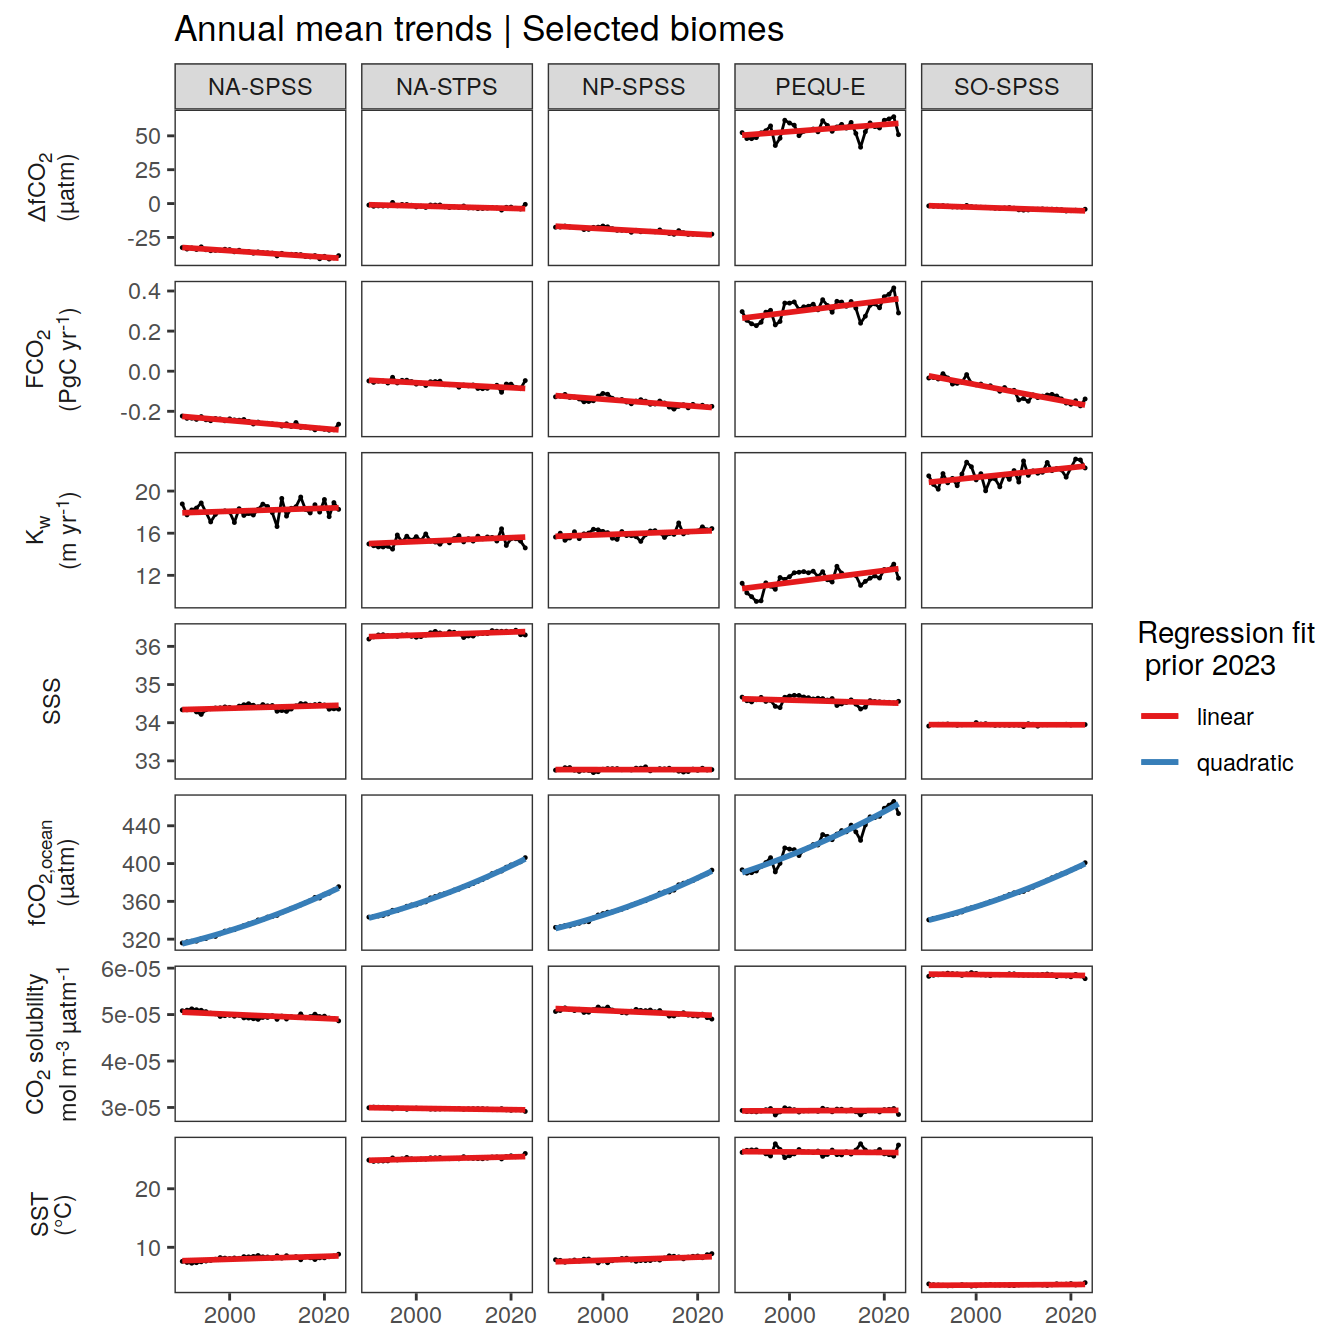 Annual mean trends | Selected biomes
NA-SPSS NA-STPS NP-SPSS PEQU-E SO-SPSS
ΔfCO2
(µatm)
50
25
0
-25
FCO2
(PgC yr-1)
0.4
0.2
0.0
-0.2
Kw
(m yr-1)
20
16
12
SSS
36
35
34
33
fCO2,ocean
(µatm)
440
400
360
320
CO2 solubility
mol m-3 µatm-1
6e-05
5e-05
4e-05
3e-05
SST
(°C)
20
10
2000 2020 2000 2020 2000 2020 2000 2020 2000 2020
Regression fit
prior 2023
linear
quadratic